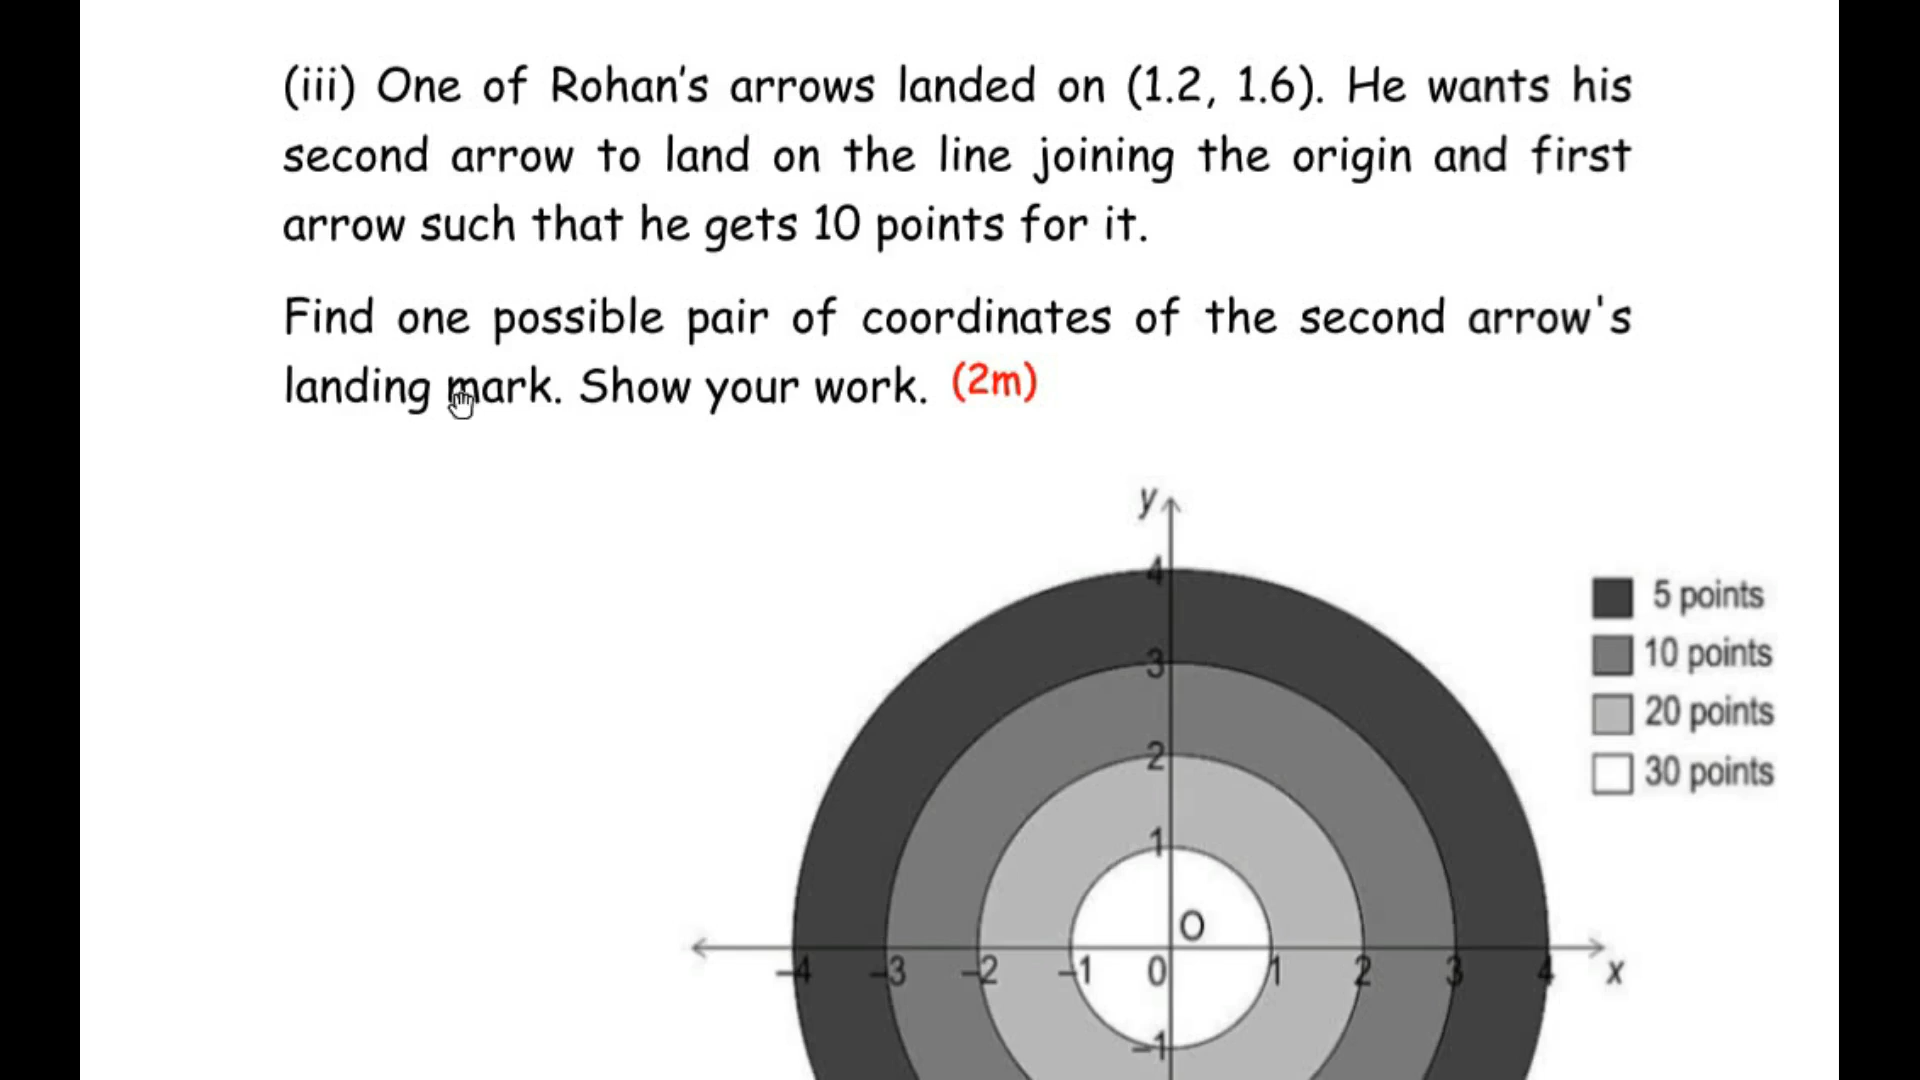 (iii) One of Rohan's arrows landed on (1.2, 1.6). He wants his
second arrow to land on the line joining the origin and first
arrow such that he gets 10 points for it.
Find one possible pair of coordinates of the second arrow's
landing mark. Show your work. (2m)
y
4
3
2
1
O
-4 -3 -2 -1 0 1 2 3 4 x
-1
5 points
10 points
20 points
30 points